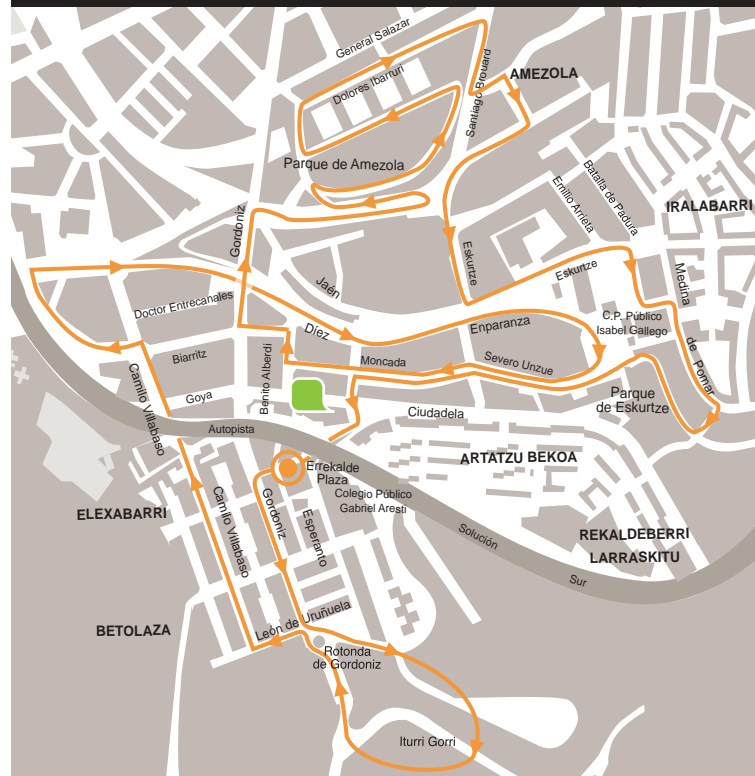 General Salazar
Dolores Ibarruri
Santiago Brouard
AMEZOLA
Parque de Amezola
Batalla de Padura
Emilio Arrieta
IRALABARRI
Gordoniz
Eskurtze
Eskurtze
Medina
de Pomar
Jaén
Doctor Entrecanales
C.P. Público
Isabel Gallego
Díez
Enparanza
Biarritz
Benito Alberdi
Moncada
Severo Unzue
Camilo Villabaso
Goya
Parque
de Eskurtze
Ciudadela
Autopista
ARTATZU BEKOA
Errekalde
Plaza
Colegio Público
Gabriel Aresti
ELEXABARRI
Camilo Villabaso
Gordoniz
Esperanto
Solución
Sur
REKALDEBERRI
LARRASKITU
BETOLAZA
León de Uruñuela
Rotonda
de Gordoniz
Iturri Gorri